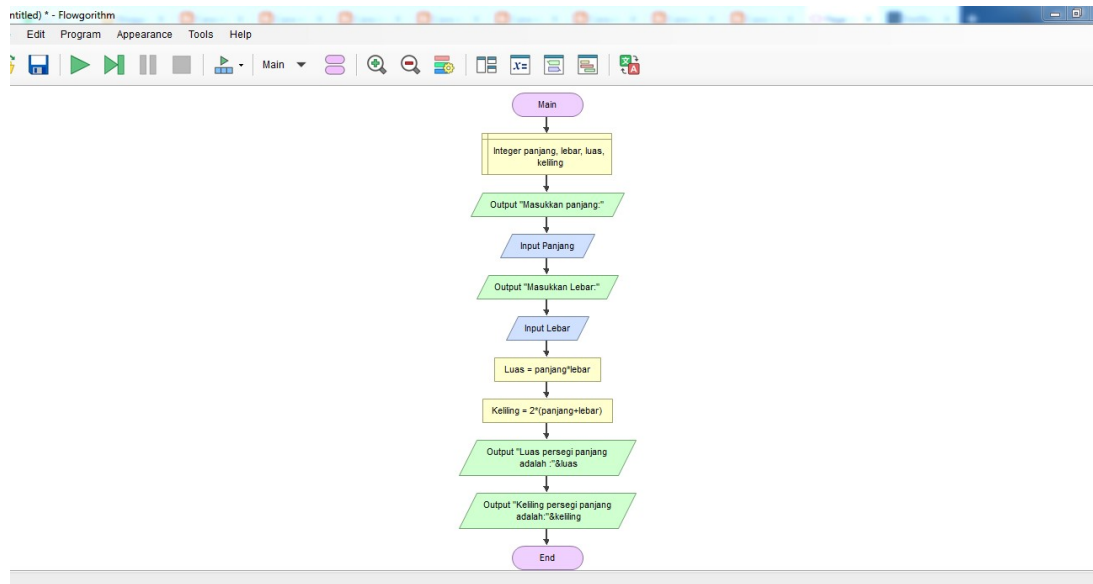 ntitled) * - Flowgorithm
Edit Program Appearance Tools Help
Main
x=
文
A
Main
Integer panjang, lebar, luas,
keliling
Output "Masukkan panjang:"
Input Panjang
Output "Masukkan Lebar:"
Input Lebar
Luas = panjang*lebar
Keliling = 2*(panjang+lebar)
Output "Luas persegi panjang
adalah :"&luas
Output "Keliling persegi panjang
adalah:"&keliling
End